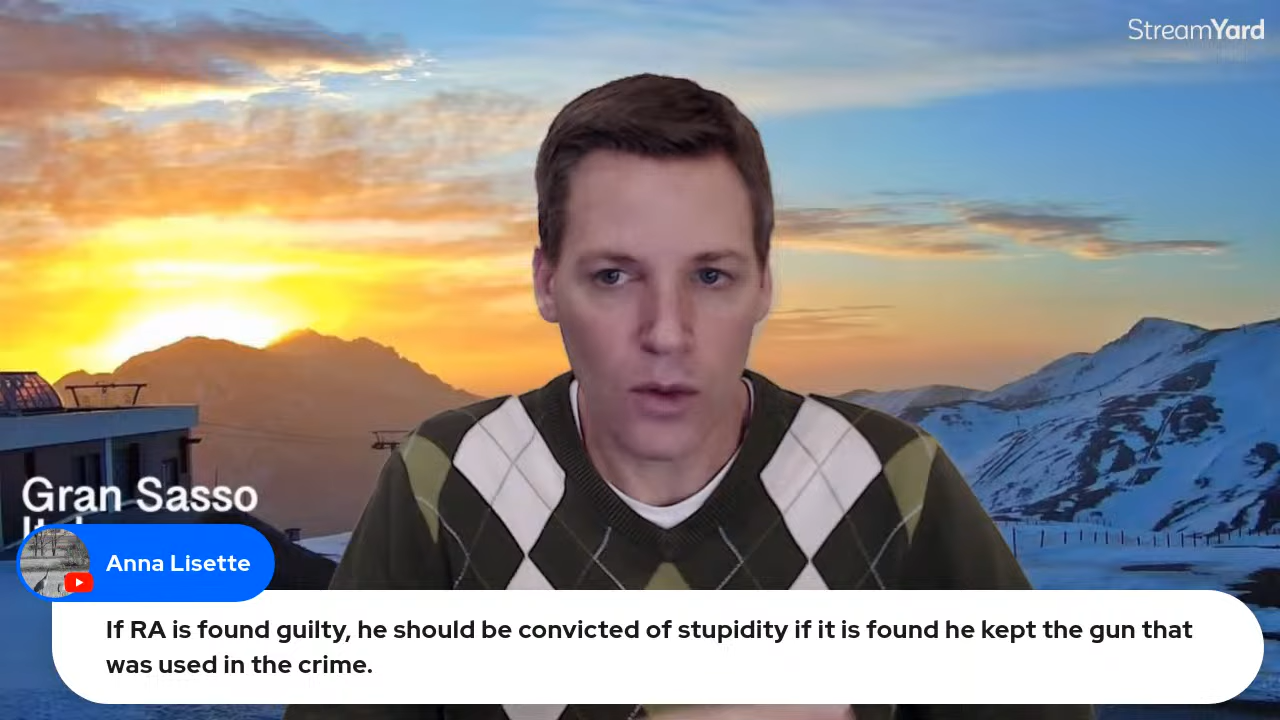 StreamYard
Gran Sasso
Anna Lisette
If RA is found guilty, he should be convicted of stupidity if it is found he kept the gun that
was used in the crime.